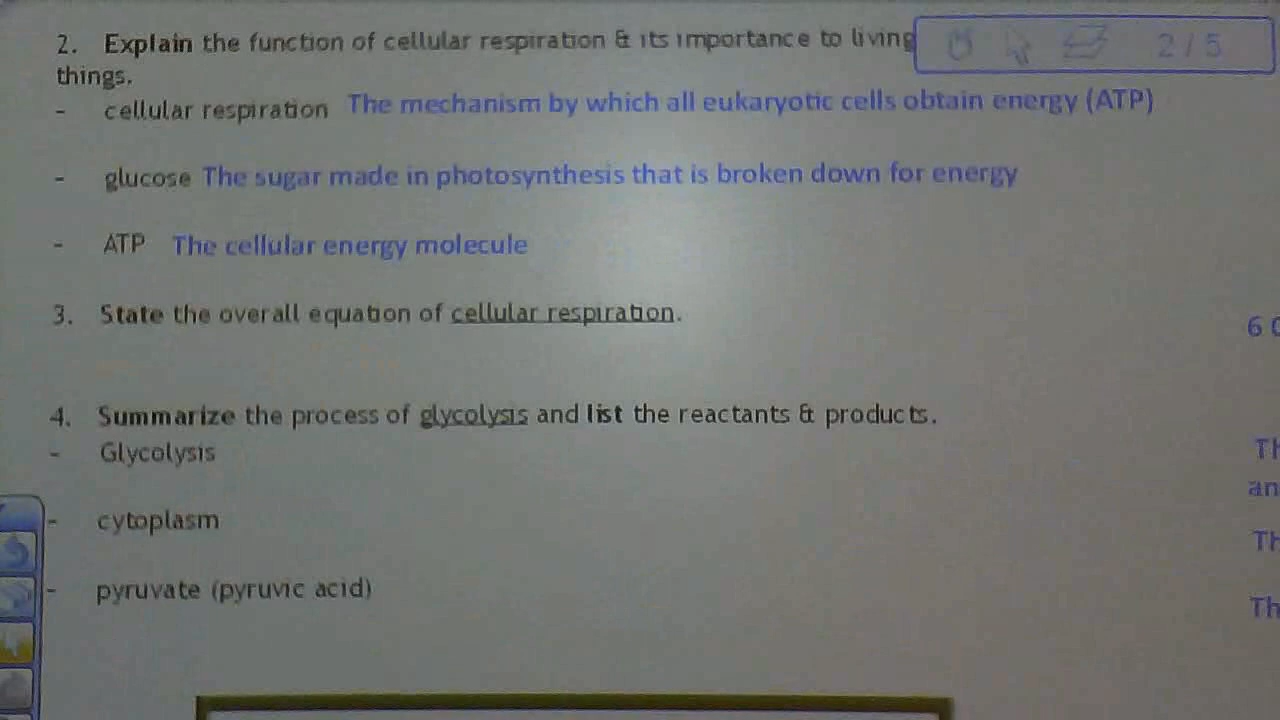 2. Explain the function of cellular respiration & its importance to living
2 / 5
things.
- cellular respiration The mechanism by which all eukaryotic cells obtain energy (ATP)
- glucose The sugar made in photosynthesis that is broken down for energy
- ATP The cellular energy molecule
3. State the overall equation of cellular respiration.
6
4. Summarize the process of glycolysis and list the reactants & products.
- Glycolysis
- cytoplasm
- pyruvate (pyruvic acid)